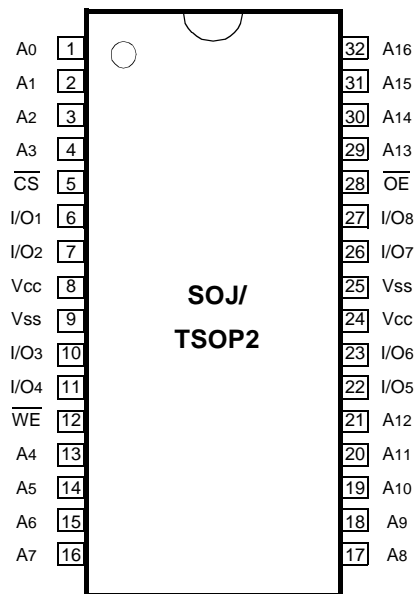 A0 1 32 A16
A1 2 31 A15
A2 3 30 A14
A3 4 29 A13
CS 5 28 OE
I/O1 6 27 I/O8
I/O2 7 26 I/O7
Vcc 8 25 Vss
SOJ/
Vss 9 24 Vcc
TSOP2
I/O3 10 23 I/O6
I/O4 11 22 I/O5
WE 12 21 A12
A4 13 20 A11
A5 14 19 A10
A6 15 18 A9
A7 16 17 A8